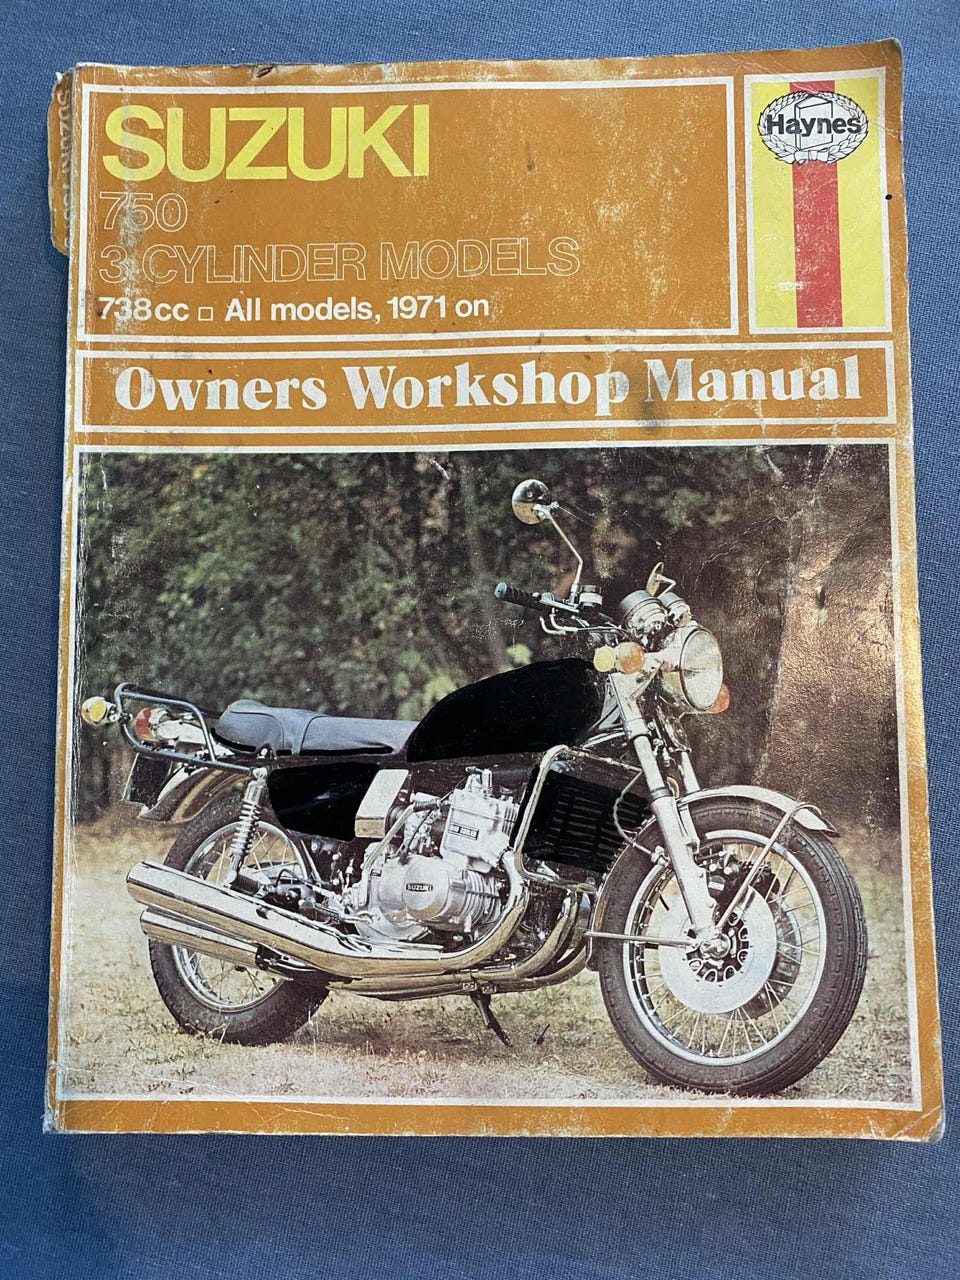 SUZUKI
750
3 CYLINDER MODELS
738cc □ All models, 1971 on
Haynes
Owners Workshop Manual
SUZUKI